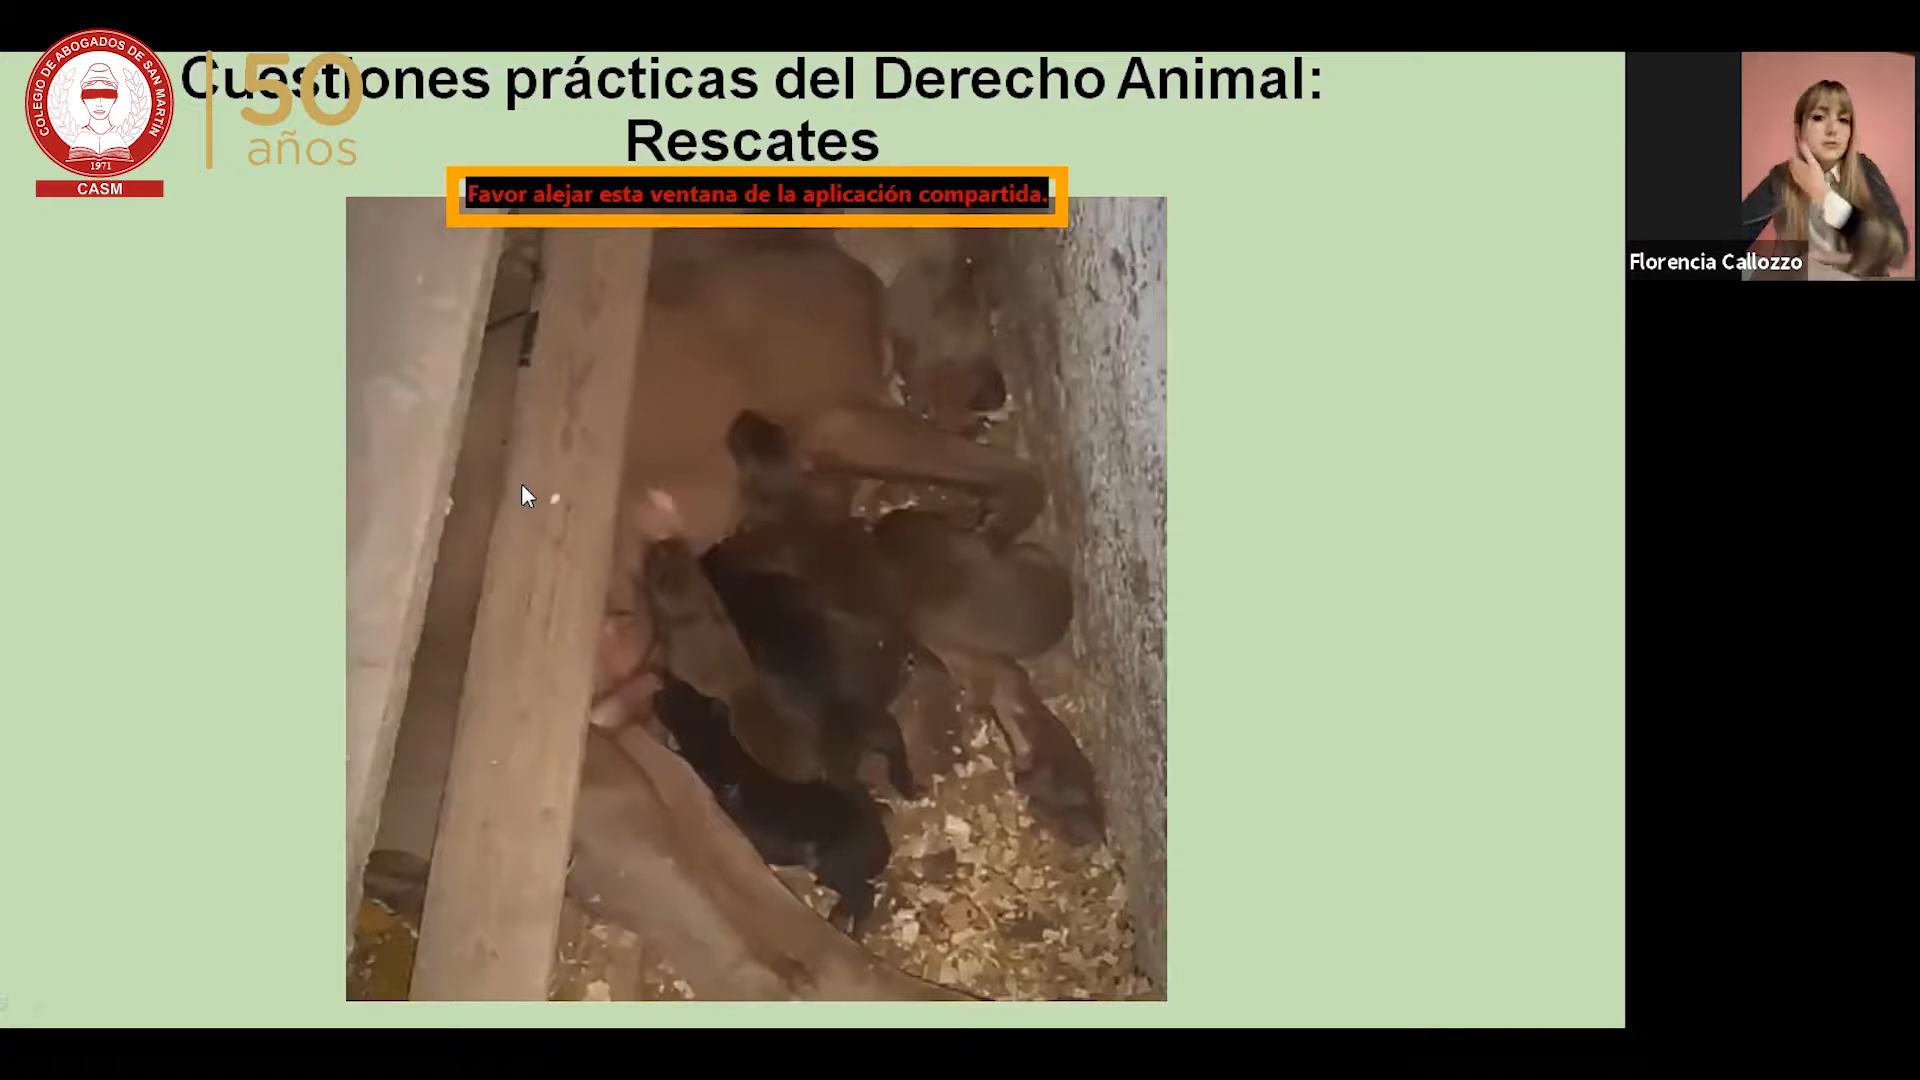 COLEGIO DE ABOGADOS DE SAN MARTIN
1971
CASM
50
años
Cuestiones prácticas del Derecho Animal:
Rescates
Favor alejar esta ventana de la aplicación compartida.
Florencia Callozzo